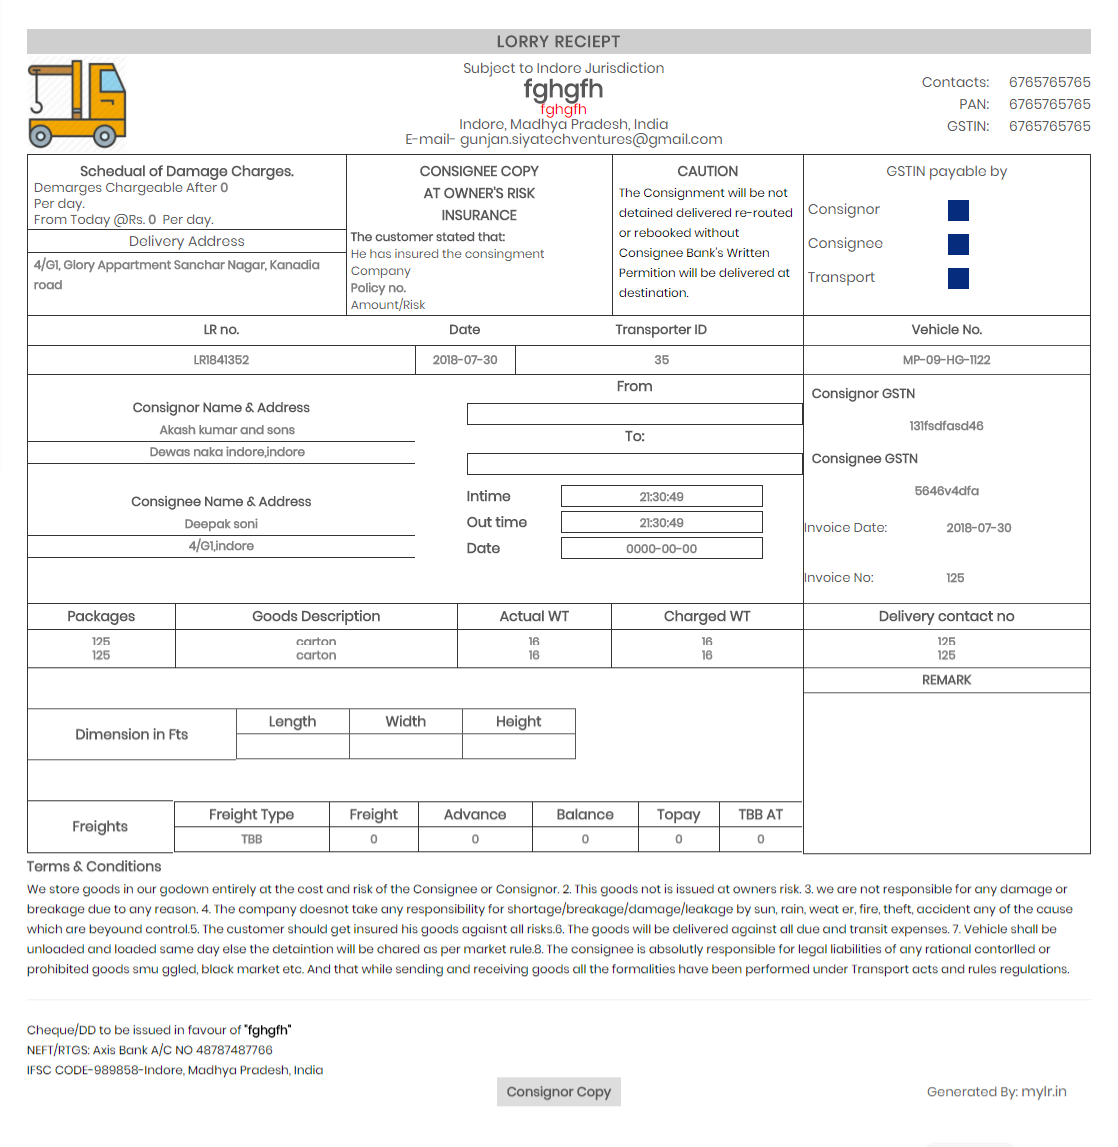 LORRY RECIEPT
Subject to Indore Jurisdiction
fghgfh
fghgfh
Indore, Madhya Pradesh, India
E-mail- gunjan.siyatechventures@gmail.com
Contacts: 6765765765
PAN: 6765765765
GSTIN: 6765765765
Schedual of Damage Charges.
Demarges Chargeable After 0
Per day.
From Today @Rs. 0 Per day.
Delivery Address
4/G1, Glory Appartment Sanchar Nagar, Kanadia
road
CONSIGNEE COPY
AT OWNER'S RISK
INSURANCE
The customer stated that:
He has insured the consingment
Company
Policy no.
Amount/Risk
CAUTION
The Consignment will be not
detained delivered re-routed
or rebooked without
Consignee Bank's Written
Permition will be delivered at
destination.
GSTIN payable by
Consignor
Consignee
Transport
LR no. Date Transporter ID Vehicle No.
LR1841352 2018-07-30 35 MP-09-HG-1122
Consignor Name & Address
Akash kumar and sons
Dewas naka indore,indore
Consignee Name & Address
Deepak soni
4/G1,indore
From
To:
Intime 21:30:49
Out time 21:30:49
Date 0000-00-00
Consignor GSTN
131fsdfasd46
Consignee GSTN
5646v4dfa
Invoice Date: 2018-07-30
Invoice No: 125
Packages Goods Description Actual WT Charged WT Delivery contact no
125 carton 16 16 125
125 carton 16 16 125
REMARK
Dimension in Fts Length Width Height
Freights Freight Type Freight Advance Balance Topay TBB AT
TBB 0 0 0 0 0
Terms & Conditions
We store goods in our godown entirely at the cost and risk of the Consignee or Consignor. 2. This goods not is issued at owners risk. 3. we are not responsible for any damage or
breakage due to any reason. 4. The company doesnot take any responsibility for shortage/breakage/damage/leakage by sun, rain, weat er, fire, theft, accident any of the cause
which are beyound control.5. The customer should get insured his goods agaisnt all risks.6. The goods will be delivered against all due and transit expenses. 7. Vehicle shall be
unloaded and loaded same day else the detaintion will be chared as per market rule.8. The consignee is absolutly responsible for legal liabilities of any rational contorlled or
prohibited goods smu ggled, black market etc. And that while sending and receiving goods all the formalities have been performed under Transport acts and rules regulations.
Cheque/DD to be issued in favour of "fghgfh"
NEFT/RTGS: Axis Bank A/C NO 48787487766
IFSC CODE-989858-Indore, Madhya Pradesh, India
Consignor Copy
Generated By: mylr.in